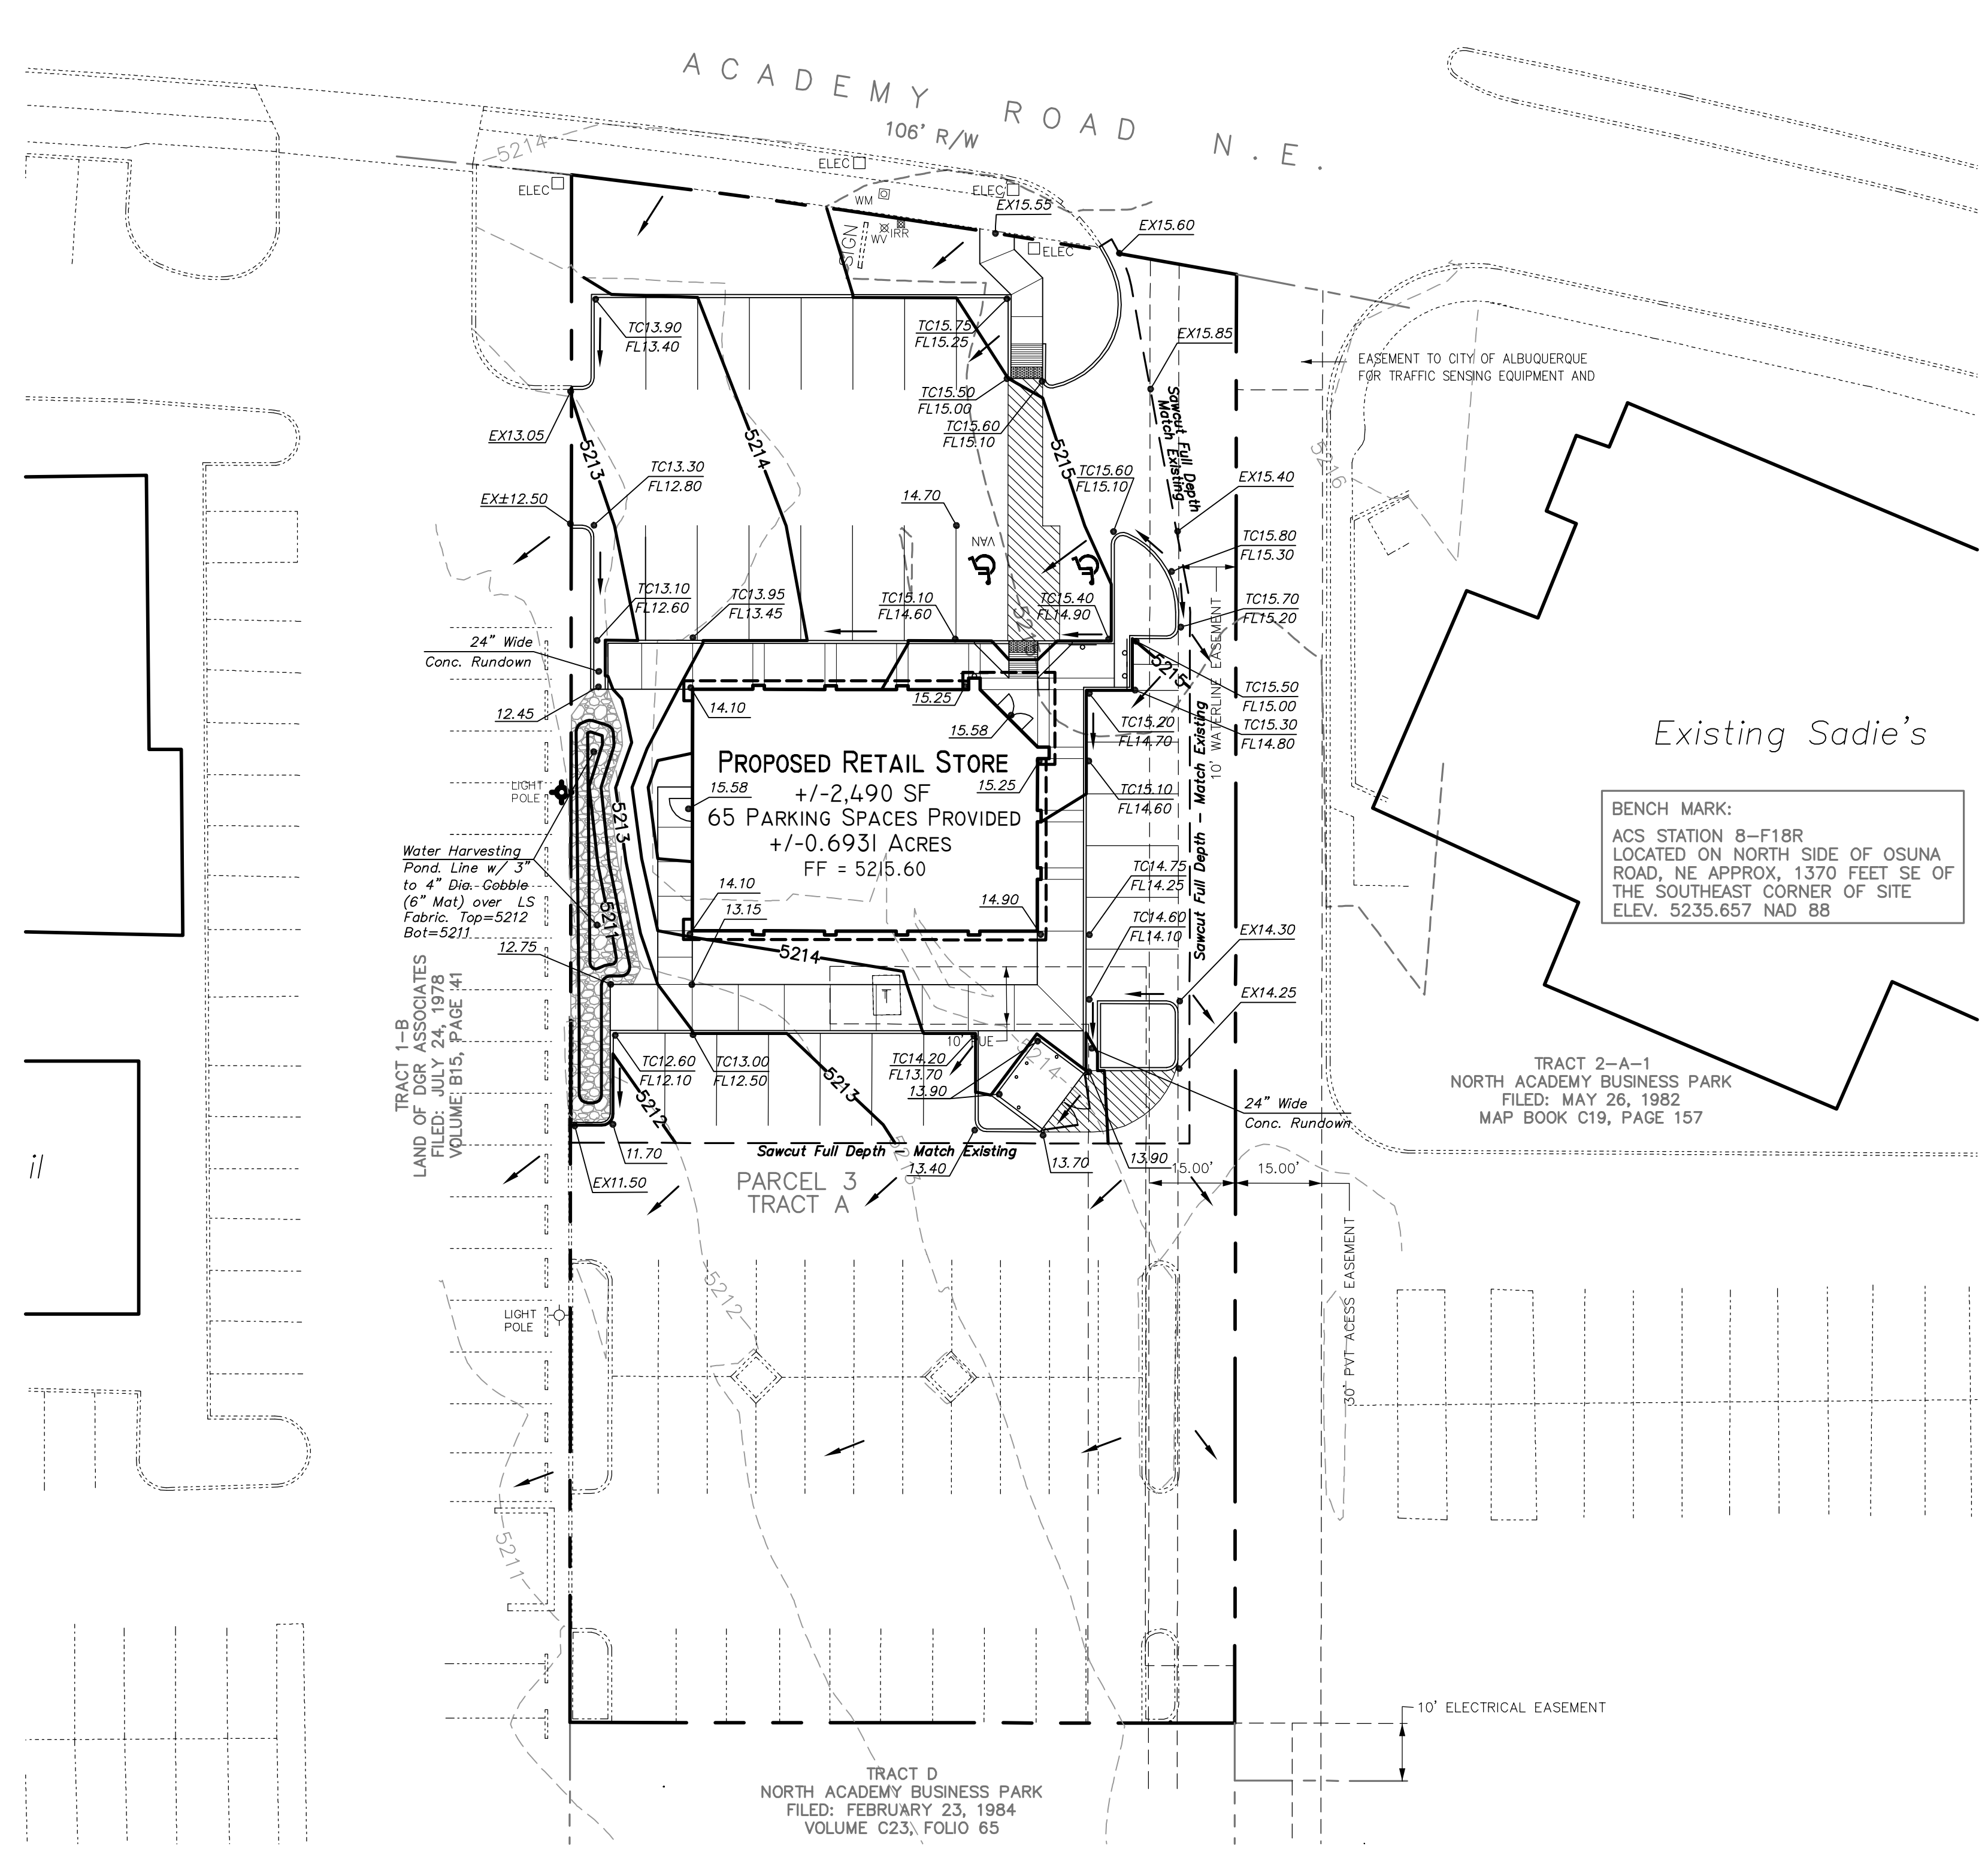 ACADEMY ROAD N.E.
106' R/W
5214
ELEC
ELEC
ELEC
ELEC
WM
WV
IRR
SIGN
EX15.55
EX15.60
TC13.90
FL13.40
TC15.75
FL15.25
EX15.85
EASEMENT TO CITY OF ALBUQUERQUE
FOR TRAFFIC SENSING EQUIPMENT AND
TC15.50
FL15.00
TC15.60
FL15.10
EX13.05
5213
5214
5215
Sawcut Full Depth
Match Existing
5216
TC13.30
FL12.80
TC15.60
FL15.10
EX15.40
EX±12.50
14.70
VAN
TC15.80
FL15.30
TC13.10
FL12.60
TC13.95
FL13.45
TC15.10
FL14.60
TC15.40
FL14.90
TC15.70
FL15.20
24" Wide
Conc. Rundown
5215
10' WATERLINE EASEMENT
12.45
14.10
15.25
15.58
TC15.50
FL15.00
TC15.30
FL14.80
TC15.20
FL14.70
Existing Sadie's
PROPOSED RETAIL STORE
+/-2,490 SF
65 PARKING SPACES PROVIDED
+/-0.6931 ACRES
FF = 5215.60
15.58
15.25
TC15.10
FL14.60
LIGHT
POLE
5213
Sawcut Full Depth - Match Existing
BENCH MARK:
ACS STATION 8-F18R
LOCATED ON NORTH SIDE OF OSUNA
ROAD, NE APPROX, 1370 FEET SE OF
THE SOUTHEAST CORNER OF SITE
ELEV. 5235.657 NAD 88
Water Harvesting
Pond. Line w/ 3"
to 4" Dia. Cobble
(6" Mat) over LS
Fabric. Top=5212
Bot=5211
5211
14.10
13.15
14.90
TC14.75
FL14.25
TC14.60
FL14.10
EX14.30
12.75
5214
T
EX14.25
TRACT 1-B
LAND OF DGR ASSOCIATES
FILED: JULY 24, 1978
VOLUME B15, PAGE 41
10' PUE
5214
TC12.60
FL12.10
TC13.00
FL12.50
TC14.20
FL13.70
13.90
5212
5213
24" Wide
Conc. Rundown
TRACT 2-A-1
NORTH ACADEMY BUSINESS PARK
FILED: MAY 26, 1982
MAP BOOK C19, PAGE 157
il
11.70
EX11.50
Sawcut Full Depth - Match Existing
13.40
13.70
13.90
15.00'
15.00'
PARCEL 3
TRACT A
5212
LIGHT
POLE
30' PVT ACESS EASEMENT
5211
10' ELECTRICAL EASEMENT
TRACT D
NORTH ACADEMY BUSINESS PARK
FILED: FEBRUARY 23, 1984
VOLUME C23, FOLIO 65